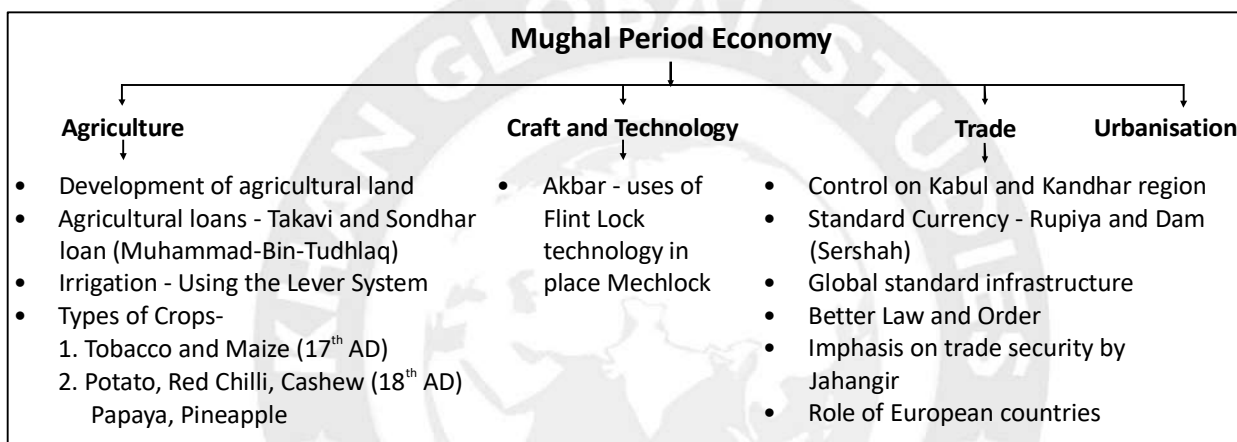 Mughal Period Economy
Agriculture
• Development of agricultural land
• Agricultural loans - Takavi and Sondhar
loan (Muhammad-Bin-Tudhlaq)
• Irrigation - Using the Lever System
• Types of Crops-
1. Tobacco and Maize (17th AD)
2. Potato, Red Chilli, Cashew (18th AD)
Papaya, Pineapple
Craft and Technology
• Akbar - uses of
Flint Lock
technology in
place Mechlock
Trade
• Control on Kabul and Kandhar region
• Standard Currency - Rupiya and Dam
(Sershah)
• Global standard infrastructure
• Better Law and Order
• Imphasis on trade security by
Jahangir
• Role of European countries
Urbanisation
KHAN GLOBAL STUDIES